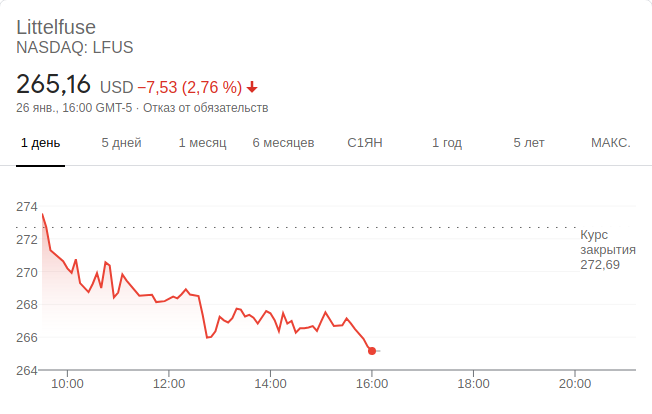 Littelfuse
NASDAQ: LFUS
265,16 USD −7,53 (2,76 %)
26 янв., 16:00 GMT-5 · Отказ от обязательств
1 день 5 дней 1 месяц 6 месяцев С1ЯН 1 год 5 лет МАКС.
274
272
270
268
266
264
Курс
закрытия
272,69
10:00 12:00 14:00 16:00 18:00 20:00